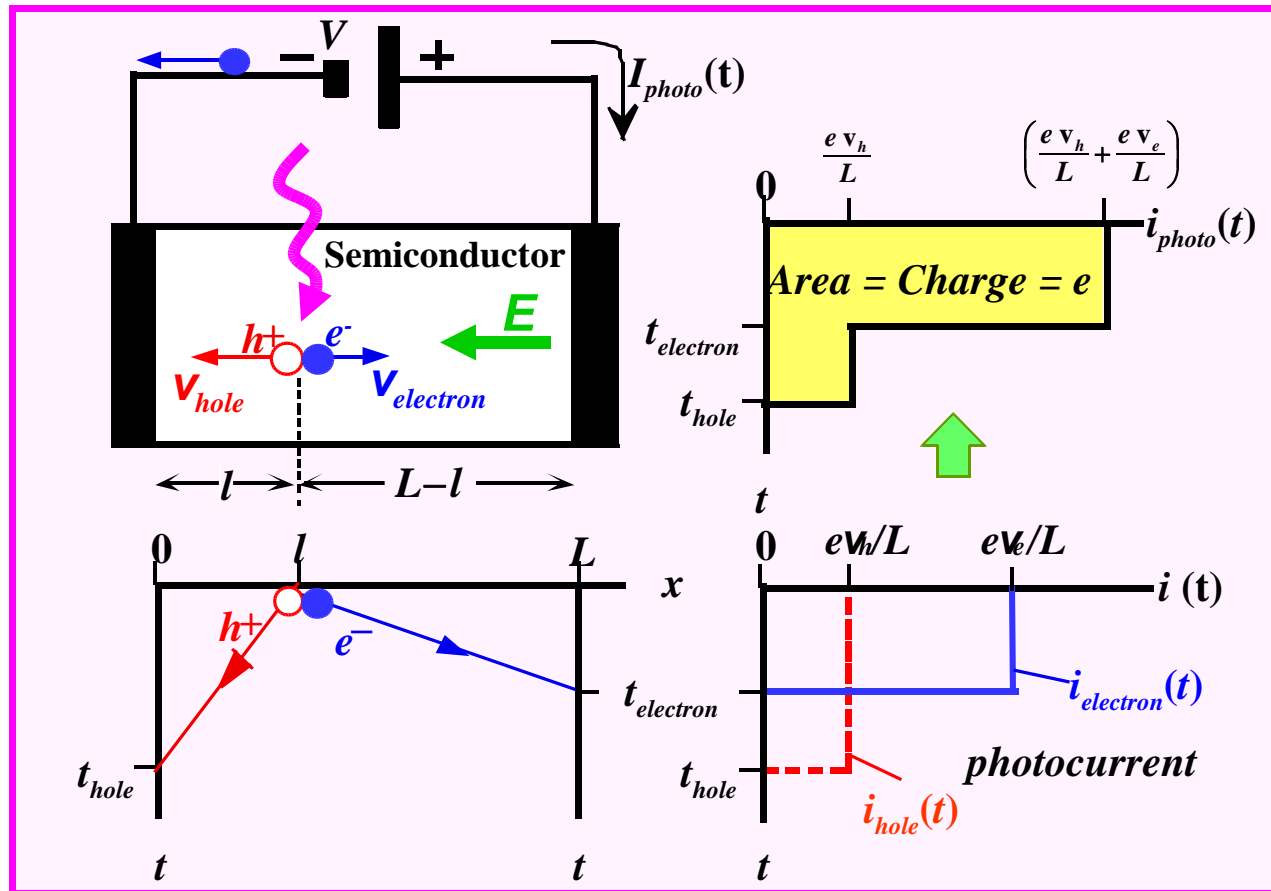 − V +
I_photo(t)
Semiconductor
E
h+ e-
v_hole
v_electron
l
L−l
0 l L
x
h+
e−
t_electron
t_hole
t t
e v_h / L
(e v_h / L + e v_e / L)
0
i_photo(t)
Area = Charge = e
t_electron
t_hole
t
0 ev_h/L ev_e/L
i (t)
t_electron
i_electron(t)
t_hole
photocurrent
i_hole(t)
t